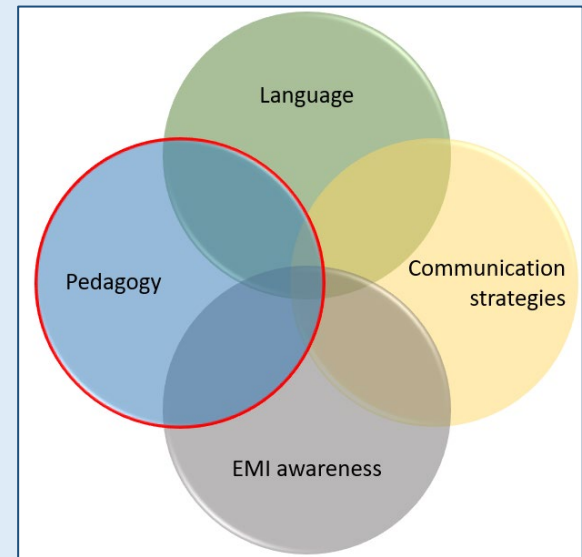 Language
Pedagogy
Communication
strategies
EMI awareness